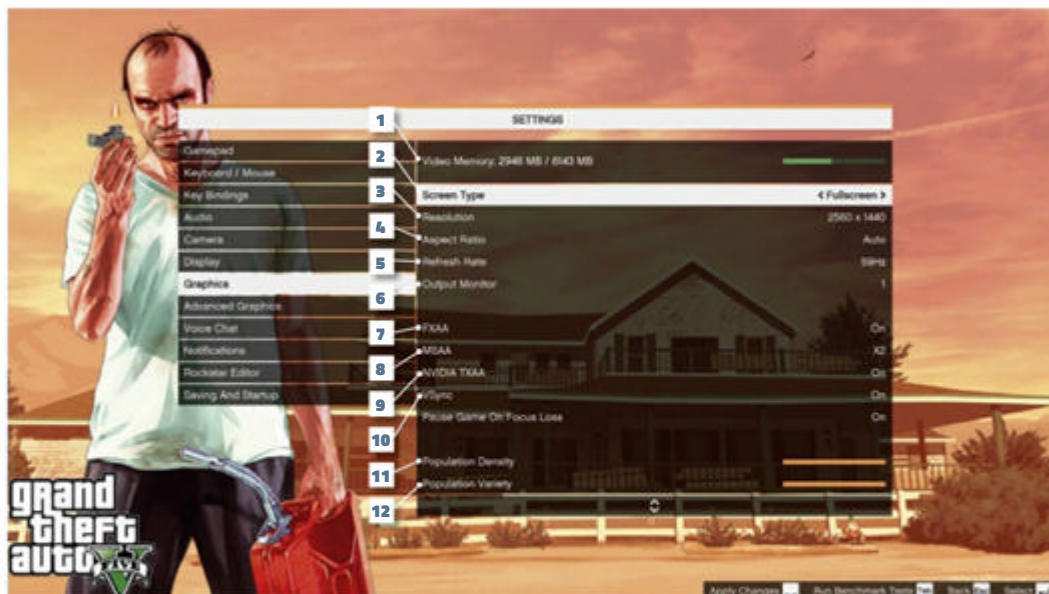 SETTINGS
1
2
3
4
5
6
7
8
9
10
11
12
Gamepad
Keyboard / Mouse
Key Bindings
Audio
Camera
Display
Graphics
Advanced Graphics
Voice Chat
Notifications
Rockstar Editor
Saving And Startup
Video Memory: 2946 MB / 6143 MB
Screen Type < Fullscreen >
Resolution 2560 x 1440
Aspect Ratio Auto
Refresh Rate 59Hz
Output Monitor 1
FXAA On
MSAA X2
NVIDIA TXAA On
VSync On
Pause Game On Focus Loss On
Population Density
Population Variety
grand
theft
auto
V
FIVE
Apply Changes Run Benchmark Tests Tab Back Esc Select